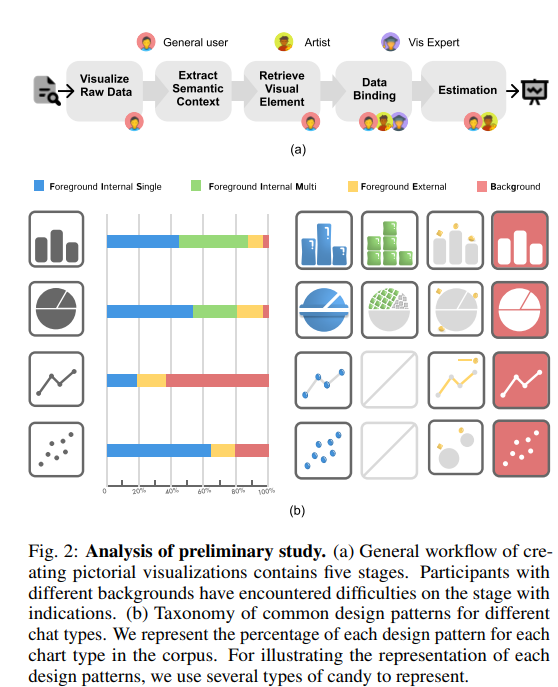 General user Artist Vis Expert
Visualize Raw Data
Extract Semantic Context
Retrieve Visual Element
Data Binding
Estimation
(a)
Foreground Internal Single Foreground Internal Multi Foreground External Background
0 20% 40% 60% 80% 100%
(b)
Fig. 2: Analysis of preliminary study. (a) General workflow of cre-
ating pictorial visualizations contains five stages. Participants with
different backgrounds have encountered difficulties on the stage with
indications. (b) Taxonomy of common design patterns for different
chat types. We represent the percentage of each design pattern for each
chart type in the corpus. For illustrating the representation of each
design patterns, we use several types of candy to represent.